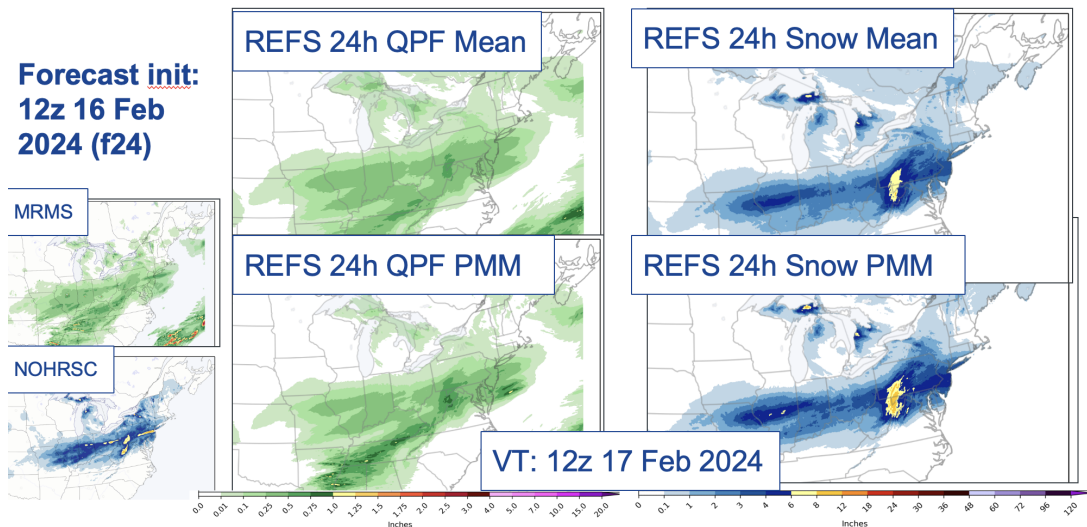 REFS 24h QPF Mean
REFS 24h Snow Mean
Forecast init:
12z 16 Feb
2024 (f24)
MRMS
REFS 24h QPF PMM
REFS 24h Snow PMM
NOHRSC
VT: 12z 17 Feb 2024
0.0 0.01 0.1 0.25 0.5 0.75 1.0 1.25 1.5 1.75 2.0 2.5 3.0 4.0 5.0 7.0 10.0 15.0 20.0
Inches
0 0.1 1 2 3 4 6 8 12 18 24 30 36 48 60 72 96 120
Inches